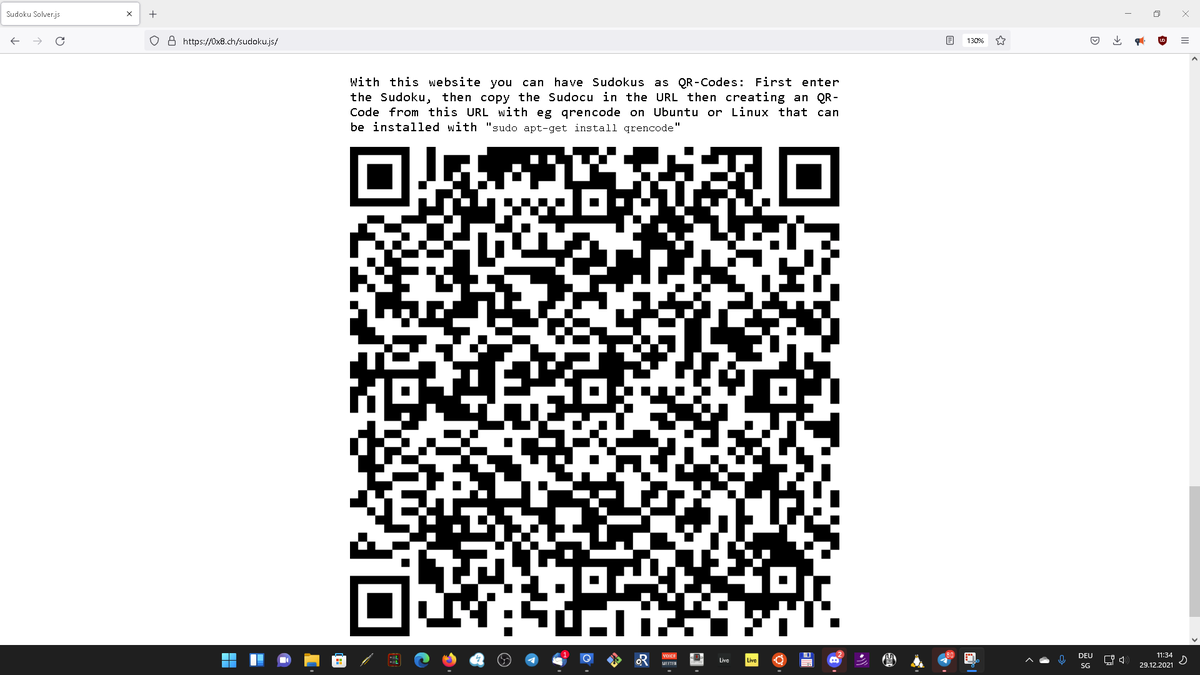 Sudoku Solver.js
https://0x8.ch/sudoku.js/
130%
With this website you can have Sudokus as QR-Codes: First enter
the Sudoku, then copy the Sudocu in the URL then creating an QR-
Code from this URL with eg qrencode on Ubuntu or Linux that can
be installed with "sudo apt-get install qrencode"
Live
Live
DEU
SG
11:34
29.12.2021